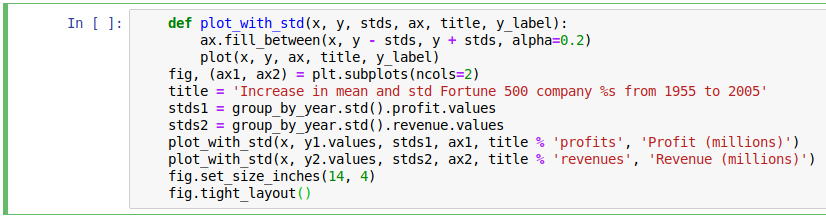 In [ ]: def plot_with_std(x, y, stds, ax, title, y_label):
ax.fill_between(x, y - stds, y + stds, alpha=0.2)
plot(x, y, ax, title, y_label)
fig, (ax1, ax2) = plt.subplots(ncols=2)
title = 'Increase in mean and std Fortune 500 company %s from 1955 to 2005'
stds1 = group_by_year.std().profit.values
stds2 = group_by_year.std().revenue.values
plot_with_std(x, y1.values, stds1, ax1, title % 'profits', 'Profit (millions)')
plot_with_std(x, y2.values, stds2, ax2, title % 'revenues', 'Revenue (millions)')
fig.set_size_inches(14, 4)
fig.tight_layout()